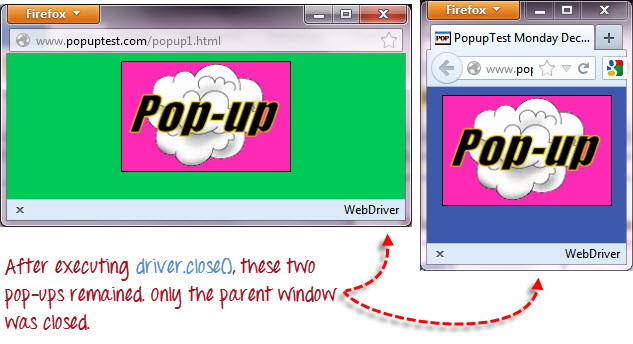 Firefox
www.popuptest.com/popup1.html
Pop-up
WebDriver
Firefox
POP PopupTest Monday Dec...
www.pop
Pop-up
WebDriver
After executing driver.close(), these two
pop-ups remained. Only the parent window
was closed.